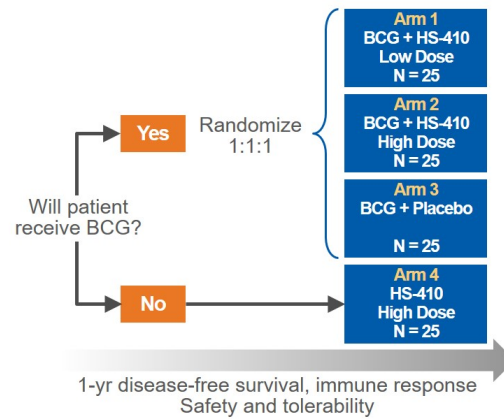 Arm 1
BCG + HS-410
Low Dose
N = 25
Arm 2
BCG + HS-410
High Dose
N = 25
Yes
Randomize
1:1:1
Arm 3
BCG + Placebo
N = 25
Will patient
receive BCG?
Arm 4
HS-410
High Dose
N = 25
No
1-yr disease-free survival, immune response
Safety and tolerability